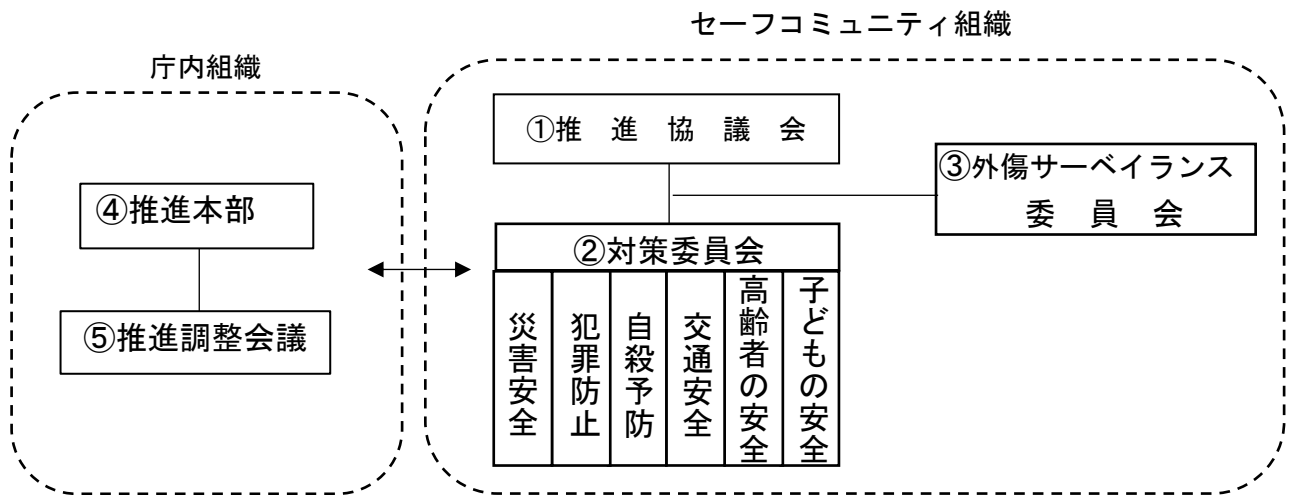 セーフコミュニティ組織
庁内組織
①推進協議会
③外傷サーベイランス
委員会
④推進本部
②対策委員会
⑤推進調整会議
災害安全
犯罪防止
自殺予防
交通安全
高齢者の安全
子どもの安全